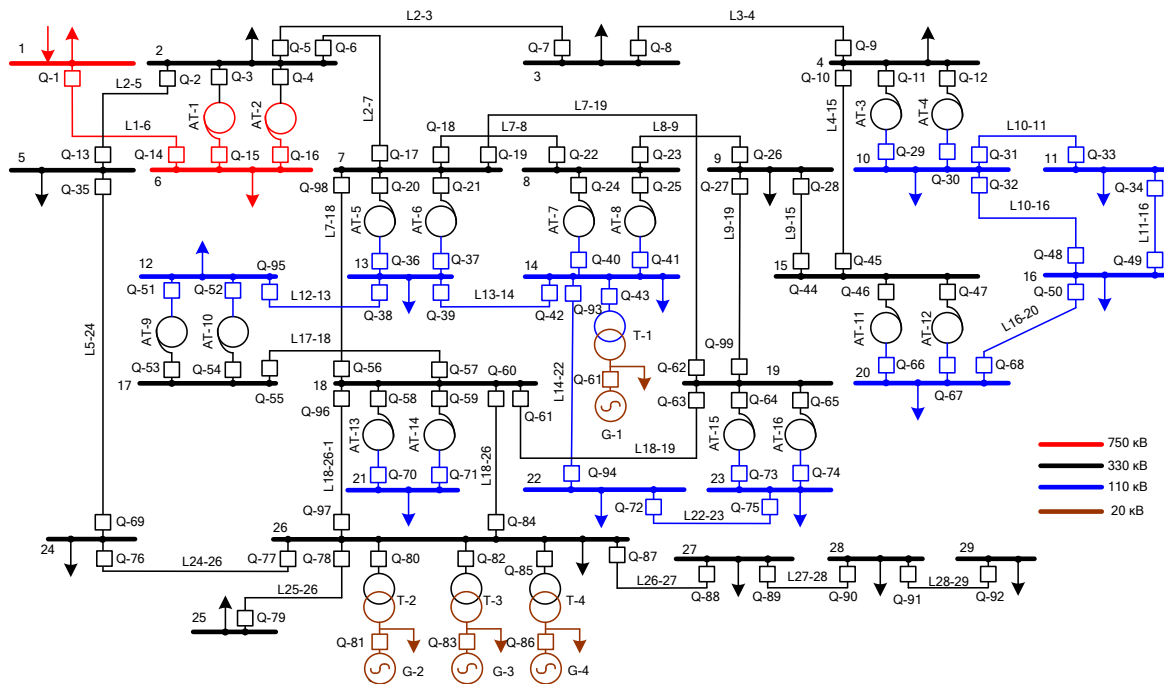 L2-3
L3-4
1
2
Q-5
Q-6
Q-7
Q-8
Q-9
4
Q-1
Q-2
Q-3
Q-4
3
Q-10
Q-11
Q-12
L2-5
AT-1
AT-2
L2-7
L7-19
L4-15
AT-3
AT-4
L1-6
Q-18
L7-8
L8-9
L10-11
Q-13
Q-14
Q-15
Q-16
Q-17
Q-19
Q-22
Q-23
Q-26
Q-29
Q-31
Q-33
5
6
7
8
9
10
Q-30
11
Q-35
Q-98
Q-20
Q-21
Q-24
Q-25
Q-27
Q-28
Q-32
Q-34
L7-18
AT-5
AT-6
AT-7
AT-8
L9-19
L9-15
L10-16
L11-16
12
Q-95
13
Q-36
Q-37
14
Q-40
Q-41
15
Q-45
Q-48
Q-49
16
Q-51
Q-52
L12-13
Q-38
Q-39
L13-14
Q-42
Q-93
Q-43
Q-44
Q-46
Q-47
Q-50
L5-24
AT-9
AT-10
L17-18
T-1
AT-11
AT-12
L16-20
Q-53
Q-54
Q-56
Q-57
Q-60
L14-22
Q-61
Q-99
Q-62
Q-66
Q-68
17
Q-55
18
19
20
Q-67
Q-96
Q-58
Q-59
Q-61
Q-63
Q-64
Q-65
G-1
L18-26-1
AT-13
AT-14
L18-26
L18-19
AT-15
AT-16
750 кВ
330 кВ
110 кВ
20 кВ
21
Q-70
Q-71
22
Q-94
23
Q-73
Q-74
Q-72
L22-23
Q-75
Q-69
Q-97
Q-84
24
26
Q-76
L24-26
Q-77
Q-78
Q-80
Q-82
Q-85
Q-87
27
28
29
L25-26
T-2
T-3
T-4
L26-27
Q-88
Q-89
L27-28
Q-90
Q-91
L28-29
Q-92
25
Q-79
Q-81
Q-83
Q-86
G-2
G-3
G-4